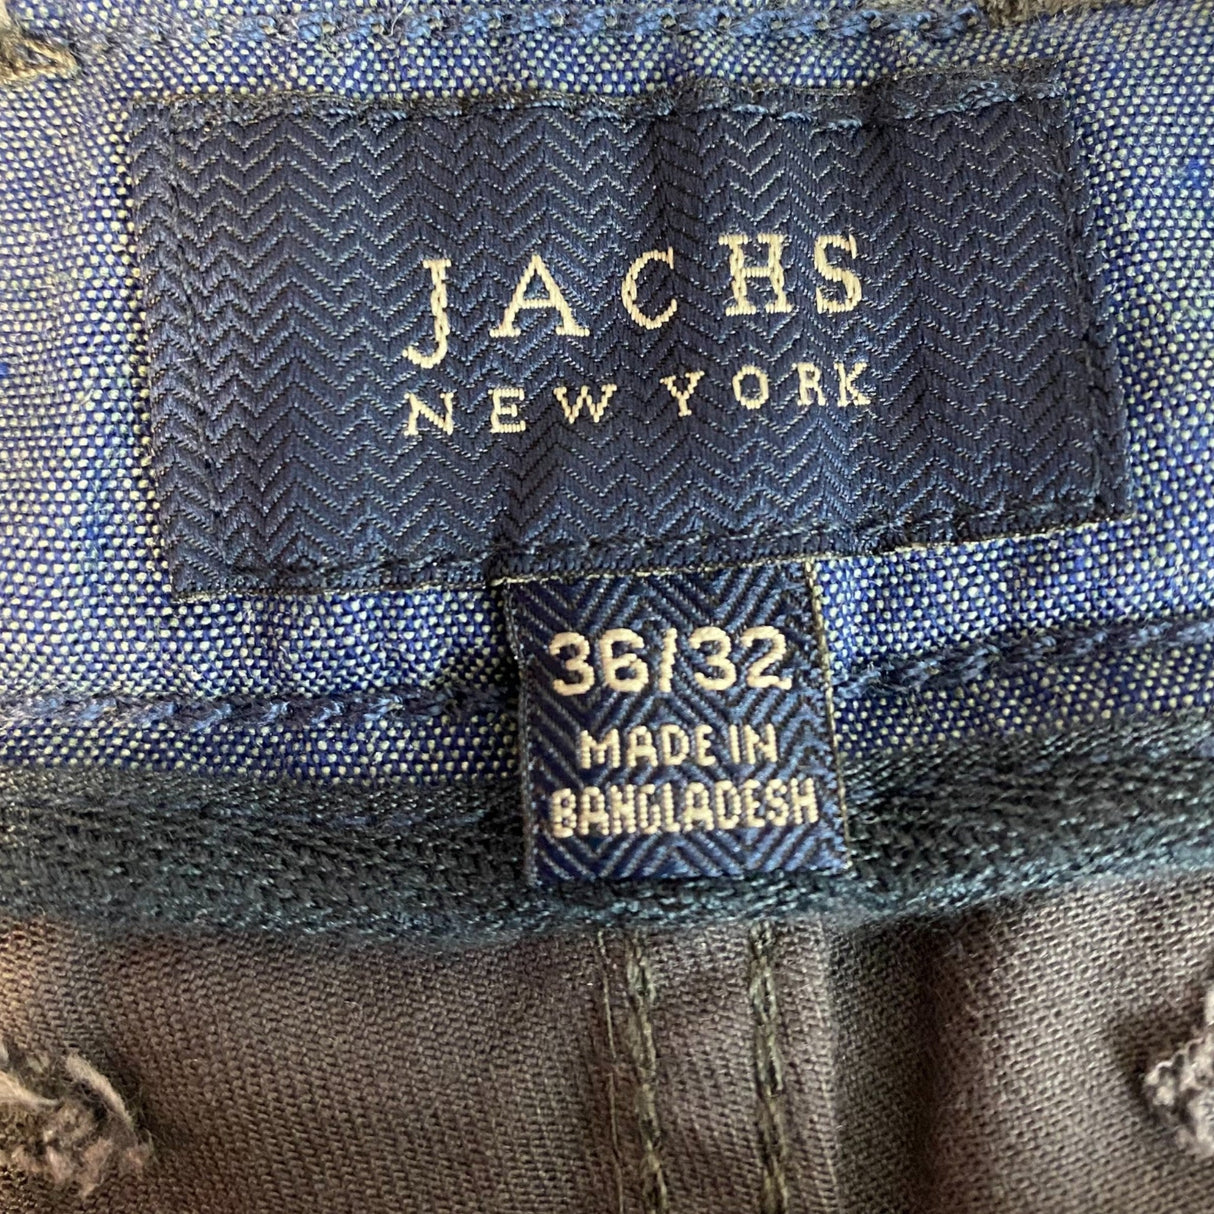 JACHS
NEW YORK
36/32
MADE IN
BANGLADESH